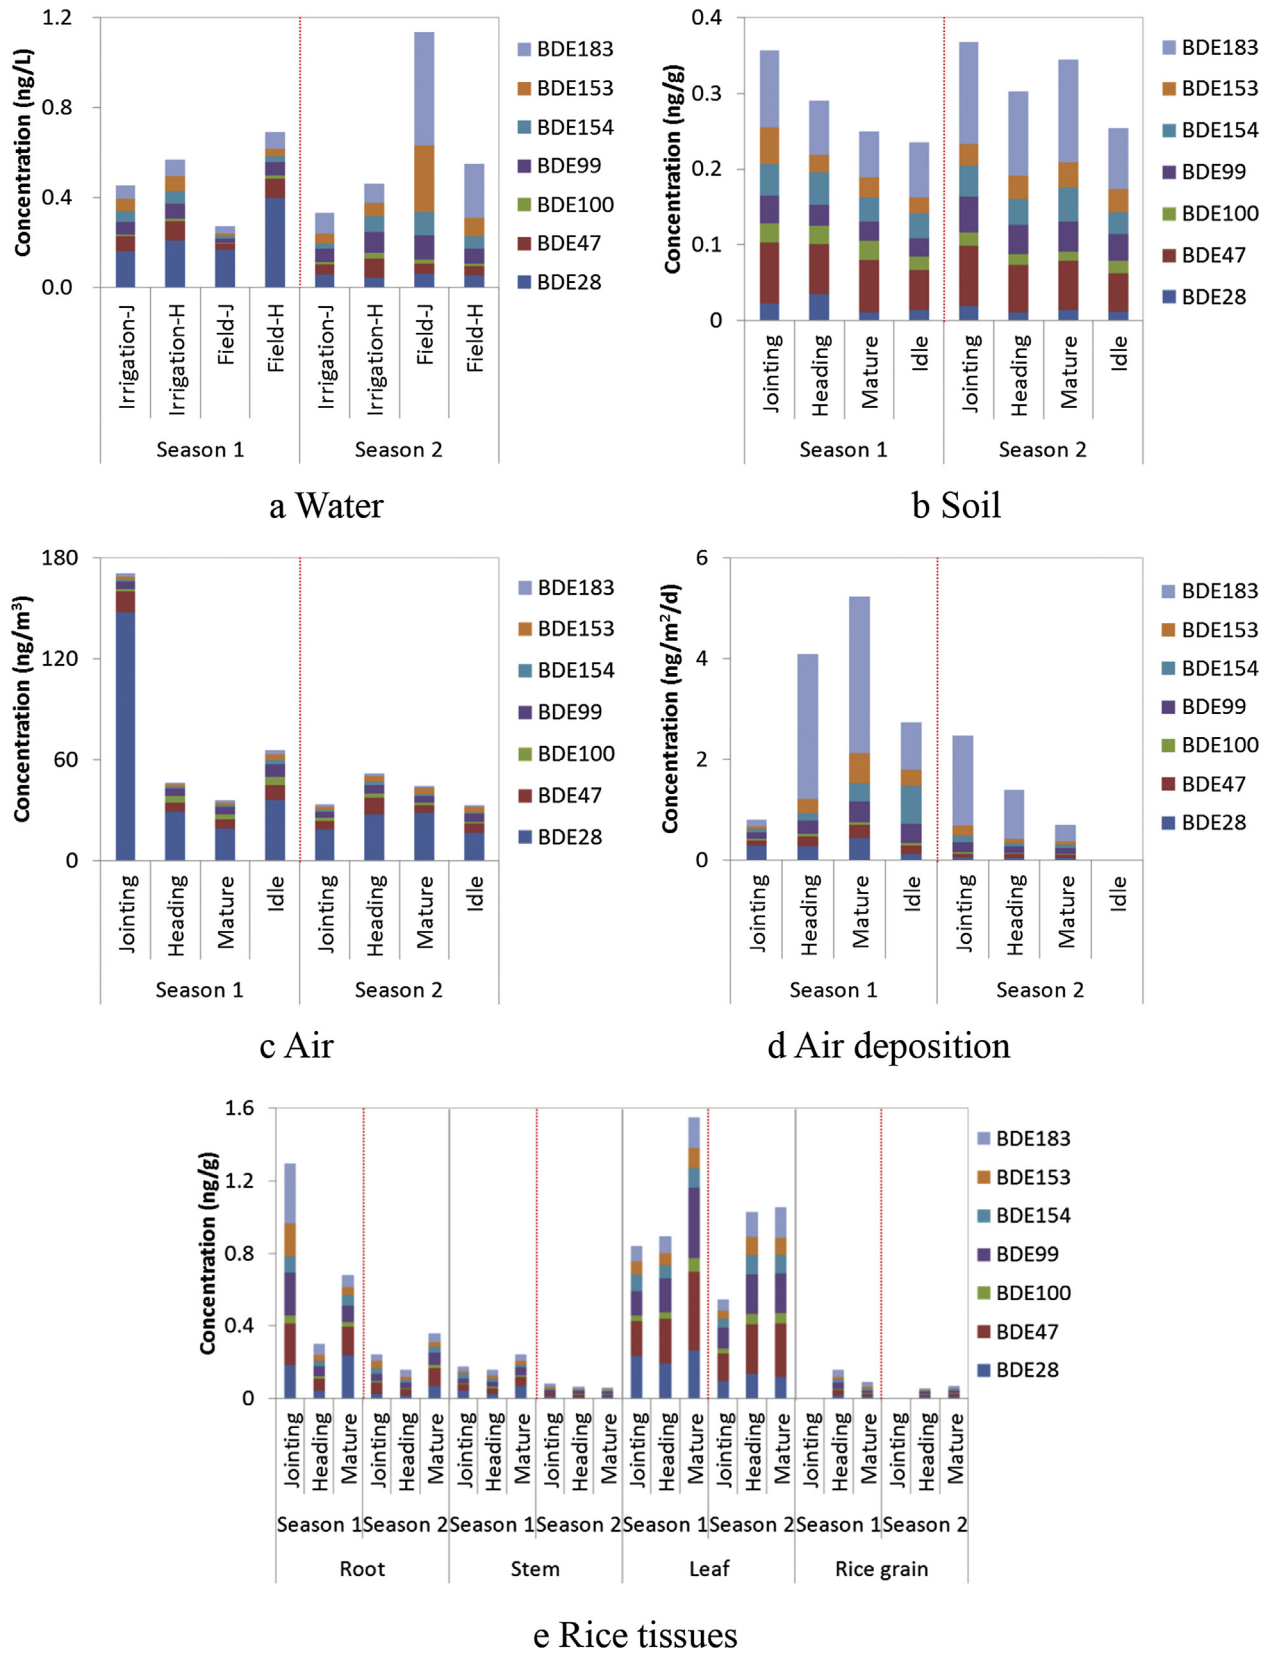 Concentration (ng/L)
1.2
0.8
0.4
0.0
Irrigation-J
Irrigation-H
Field-J
Field-H
Irrigation-J
Irrigation-H
Field-J
Field-H
Season 1
Season 2
BDE183
BDE153
BDE154
BDE99
BDE100
BDE47
BDE28
a Water
Concentration (ng/g)
0.4
0.3
0.2
0.1
0
Jointing
Heading
Mature
Idle
Jointing
Heading
Mature
Idle
Season 1
Season 2
BDE183
BDE153
BDE154
BDE99
BDE100
BDE47
BDE28
b Soil
Concentration (ng/m³)
180
120
60
0
Jointing
Heading
Mature
Idle
Jointing
Heading
Mature
Idle
Season 1
Season 2
BDE183
BDE153
BDE154
BDE99
BDE100
BDE47
BDE28
c Air
Concentration (ng/m²/d)
6
4
2
0
Jointing
Heading
Mature
Idle
Jointing
Heading
Mature
Idle
Season 1
Season 2
BDE183
BDE153
BDE154
BDE99
BDE100
BDE47
BDE28
d Air deposition
Concentration (ng/g)
1.6
1.2
0.8
0.4
0
Jointing
Heading
Mature
Jointing
Heading
Mature
Jointing
Heading
Mature
Jointing
Heading
Mature
Jointing
Heading
Mature
Jointing
Heading
Mature
Jointing
Heading
Mature
Jointing
Heading
Mature
Season 1
Season 2
Season 1
Season 2
Season 1
Season 2
Season 1
Season 2
Root
Stem
Leaf
Rice grain
BDE183
BDE153
BDE154
BDE99
BDE100
BDE47
BDE28
e Rice tissues